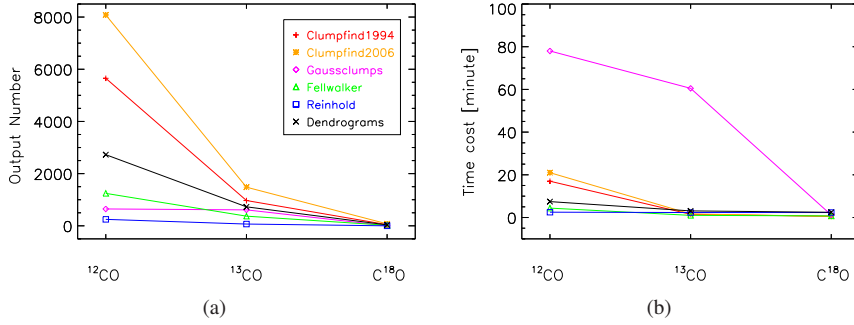 8000
6000
4000
2000
0
Output Number
Clumpfind1994
Clumpfind2006
Gaussclumps
Fellwalker
Reinhold
Dendrograms
¹²CO
¹³CO
C¹⁸O
(a)
100
80
60
40
20
0
Time cost [minute]
¹²CO
¹³CO
C¹⁸O
(b)